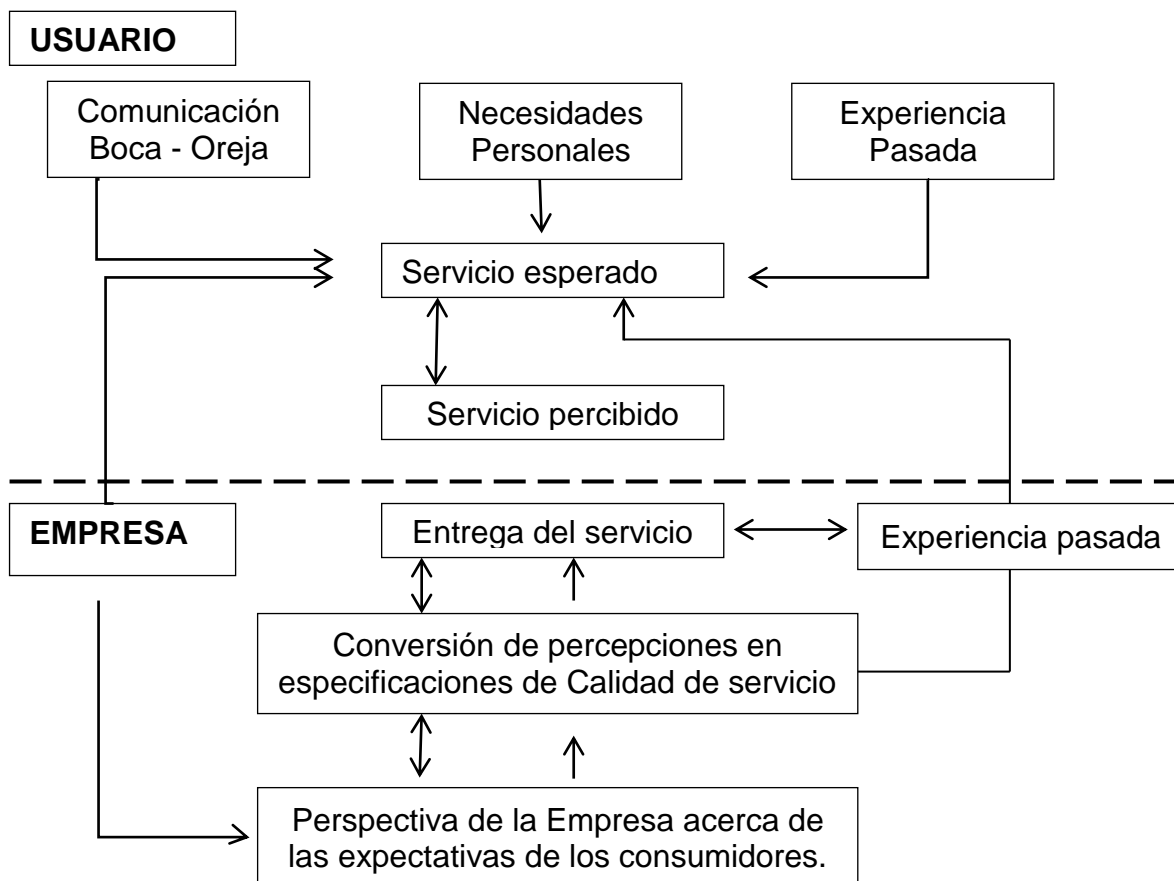 USUARIO
Comunicación
Boca - Oreja
Necesidades
Personales
Experiencia
Pasada
Servicio esperado
Servicio percibido
EMPRESA
Entrega del servicio
Experiencia pasada
Conversión de percepciones en
especificaciones de Calidad de servicio
Perspectiva de la Empresa acerca de
las expectativas de los consumidores.